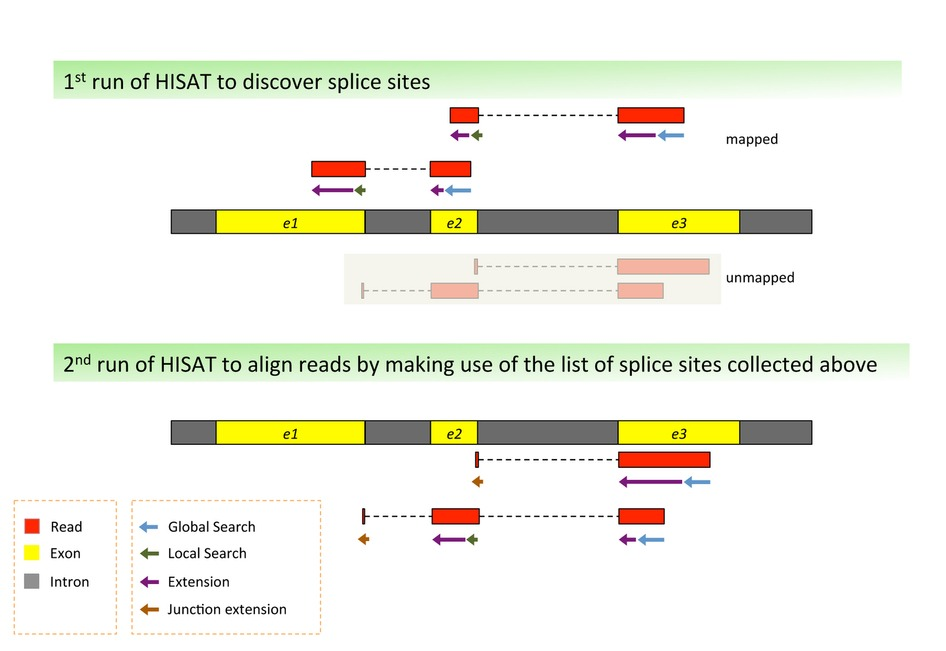 1st run of HISAT to discover splice sites
mapped
e1 e2 e3
unmapped
2nd run of HISAT to align reads by making use of the list of splice sites collected above
e1 e2 e3
Read
Exon
Intron
Global Search
Local Search
Extension
Junction extension